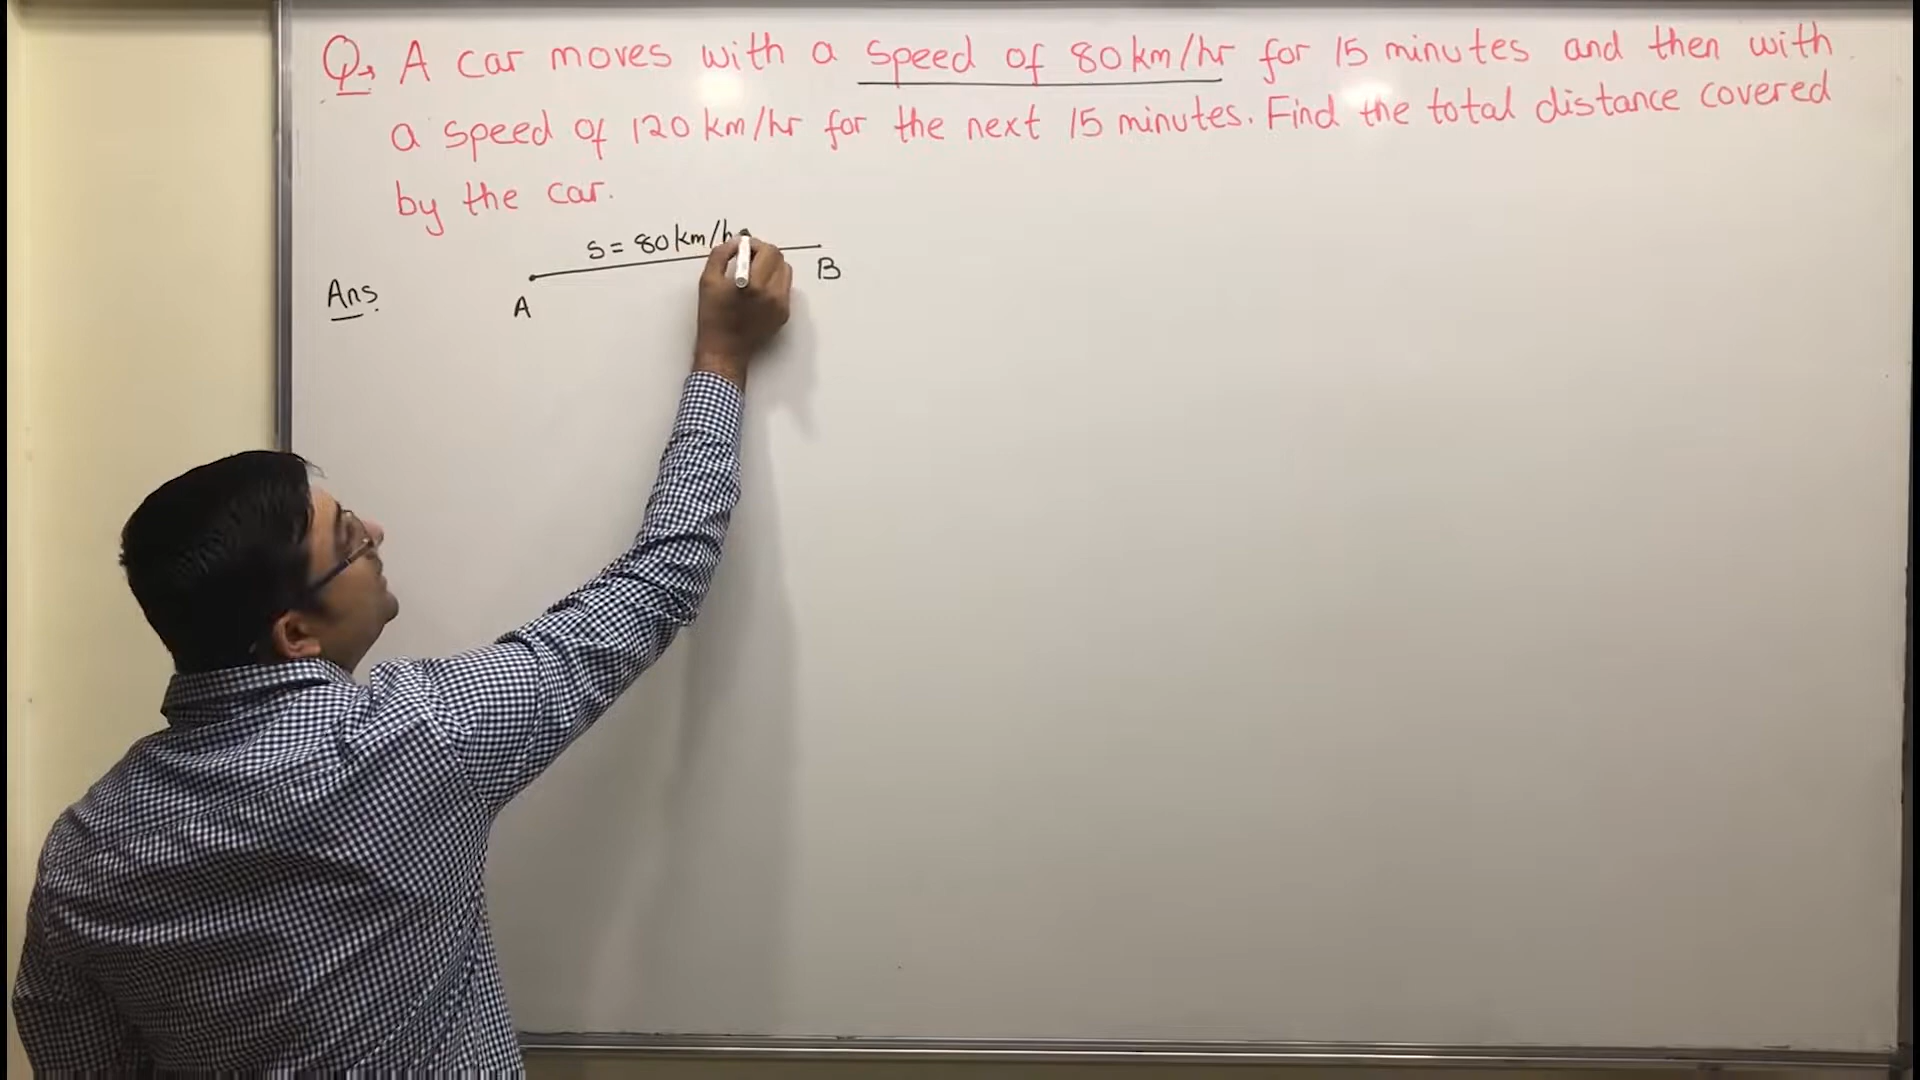 Q→ A car moves with a speed of 80 km/hr for 15 minutes and then with
a speed of 120 km/hr for the next 15 minutes. Find the total distance covered
by the car.
S = 80 km/h
Ans
A
B